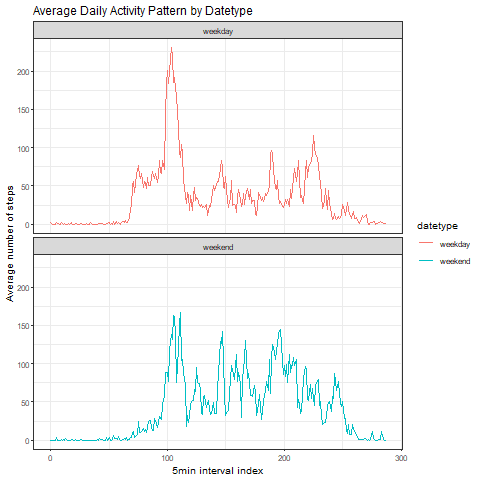 Average Daily Activity Pattern by Datetype
weekday
200
150
100
50
0
weekend
200
150
100
50
0
0
100
200
300
5min interval index
Average number of steps
datetype
weekday
weekend